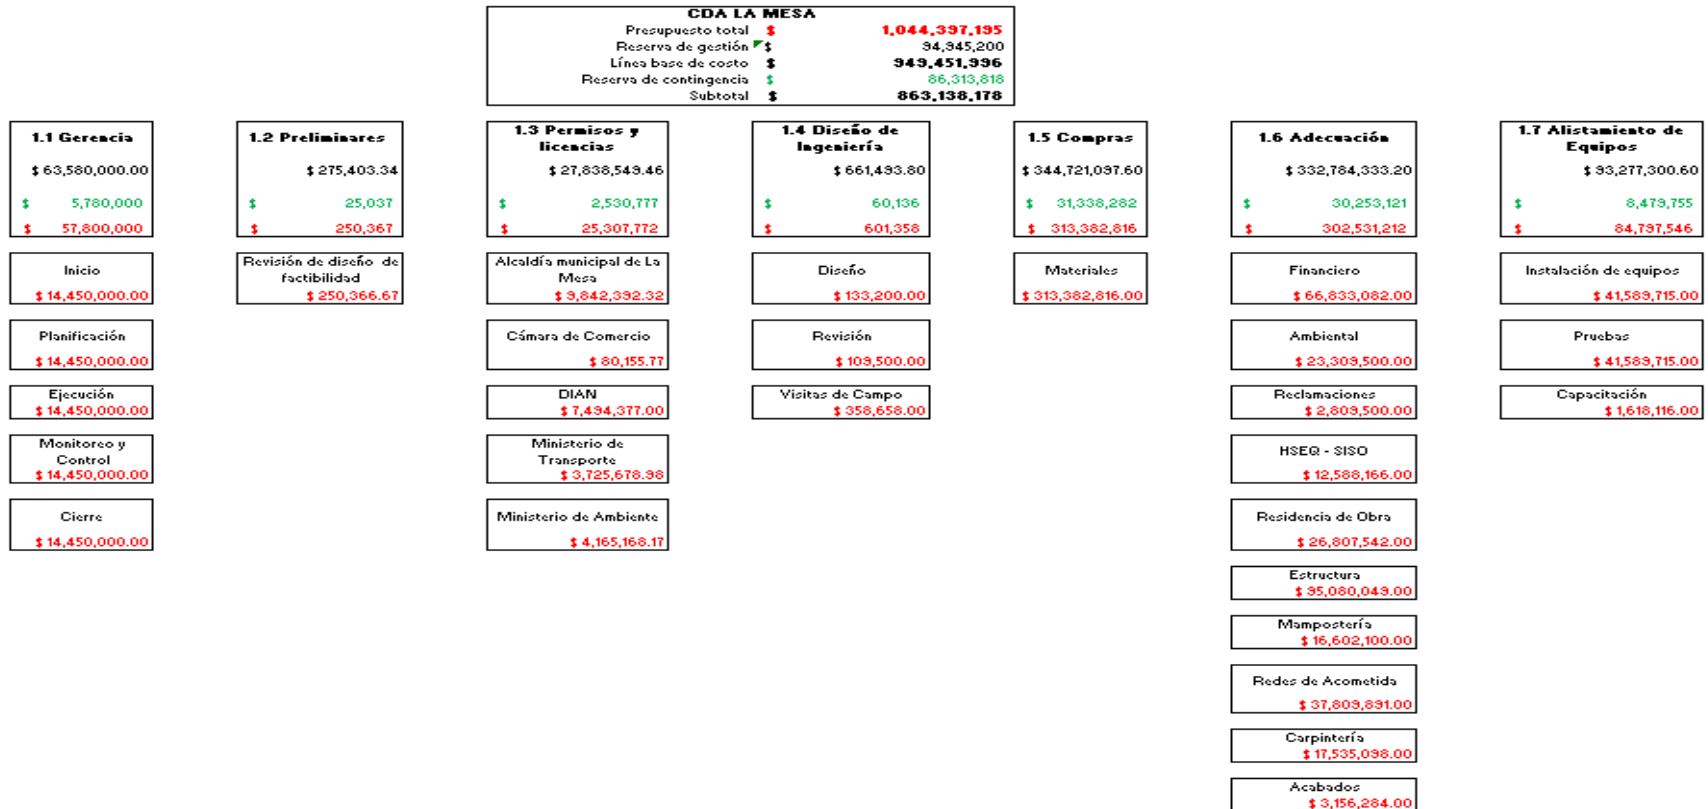 CDA LA MESA
Presupuesto total $ 1,044,397,195
Reserva de gestión $ 94,945,200
Línea base de costo $ 949,451,996
Reserva de contingencia $ 86,313,818
Subtotal $ 863,138,178
1.1 Gerencia
$ 63,580,000.00
$ 5,780,000
$ 57,800,000
Inicio
$ 14,450,000.00
Planificación
$ 14,450,000.00
Ejecución
$ 14,450,000.00
Monitoreo y
Control
$ 14,450,000.00
Cierre
$ 14,450,000.00
1.2 Preliminares
$ 275,403.34
$ 25,037
$ 250,367
Revisión de diseño de
factibilidad
$ 250,366.67
1.3 Permisos y
licencias
$ 27,838,549.46
$ 2,530,777
$ 25,307,772
Alcaldía municipal de La
Mesa
$ 9,842,392.32
Cámara de Comercio
$ 80,155.77
DIAN
$ 7,494,377.00
Ministerio de
Transporte
$ 3,725,678.98
Ministerio de Ambiente
$ 4,165,168.17
1.4 Diseño de
Ingeniería
$ 661,493.80
$ 60,136
$ 601,358
Diseño
$ 133,200.00
Revisión
$ 109,500.00
Visitas de Campo
$ 358,658.00
1.5 Compras
$ 344,721,097.60
$ 31,338,282
$ 313,382,816
Materiales
$ 313,382,816.00
1.6 Adecuación
$ 332,784,333.20
$ 30,253,121
$ 302,531,212
Financiero
$ 66,833,082.00
Ambiental
$ 23,309,500.00
Reclamaciones
$ 2,809,500.00
HSEQ - SISO
$ 12,588,166.00
Residencia de Obra
$ 26,807,542.00
Estructura
$ 95,080,049.00
Mampostería
$ 16,602,100.00
Redes de Acometida
$ 37,809,891.00
Carpintería
$ 17,535,098.00
Acabados
$ 3,156,284.00
1.7 Alistamiento de
Equipos
$ 93,277,300.60
$ 8,479,755
$ 84,797,546
Instalación de equipos
$ 41,589,715.00
Pruebas
$ 41,589,715.00
Capacitación
$ 1,618,116.00